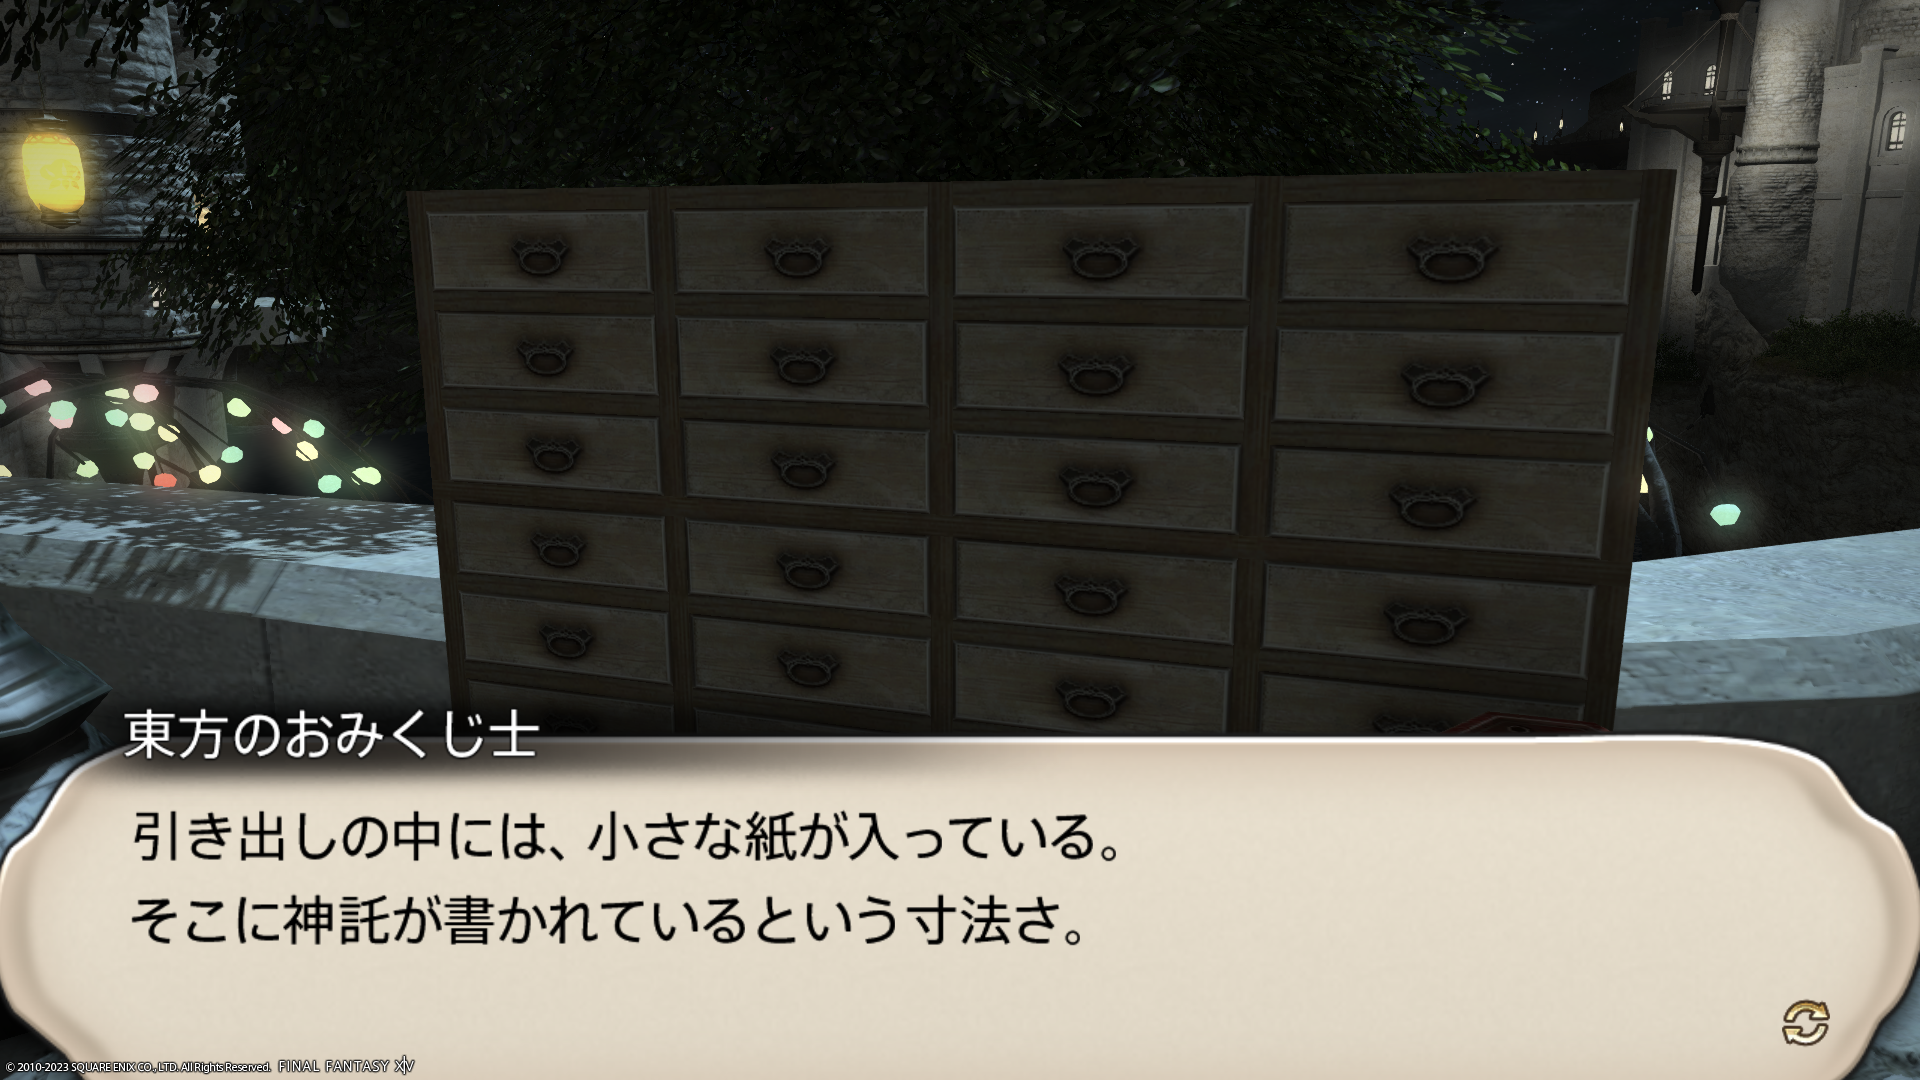 東方のおみくじ士
引き出しの中には、小さな紙が入っている。
そこに神託が書かれているという寸法さ。
© 2010-2023 SQUARE ENIX CO., LTD. All Rights Reserved. FINAL FANTASY XIV